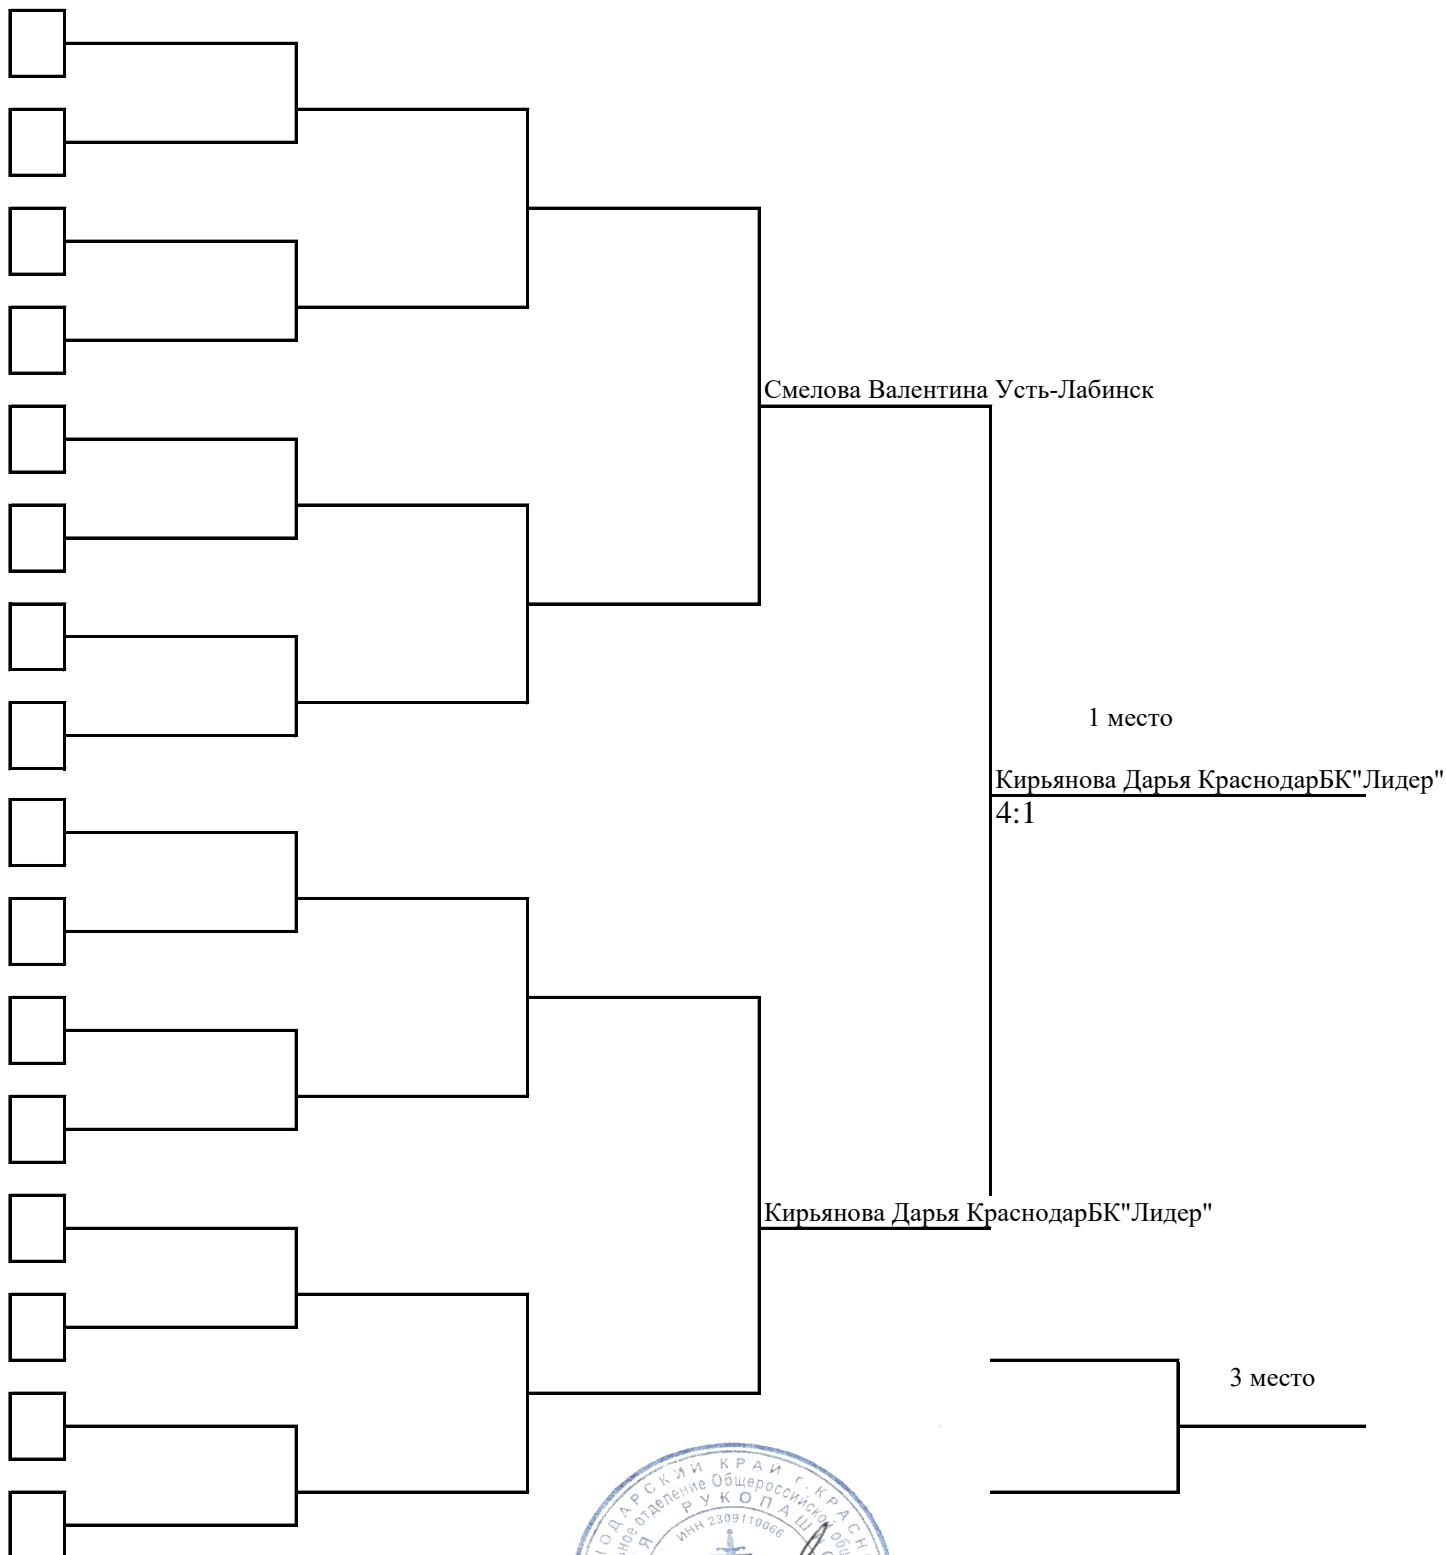 Смелова Валентина Усть-Лабинск
1 место
Кирьянова Дарья КраснодарБК"Лидер"
4:1
Кирьянова Дарья КраснодарБК"Лидер"
3 место
КРАЙ г.
отделение Общероссийской
ИНН 2309110066